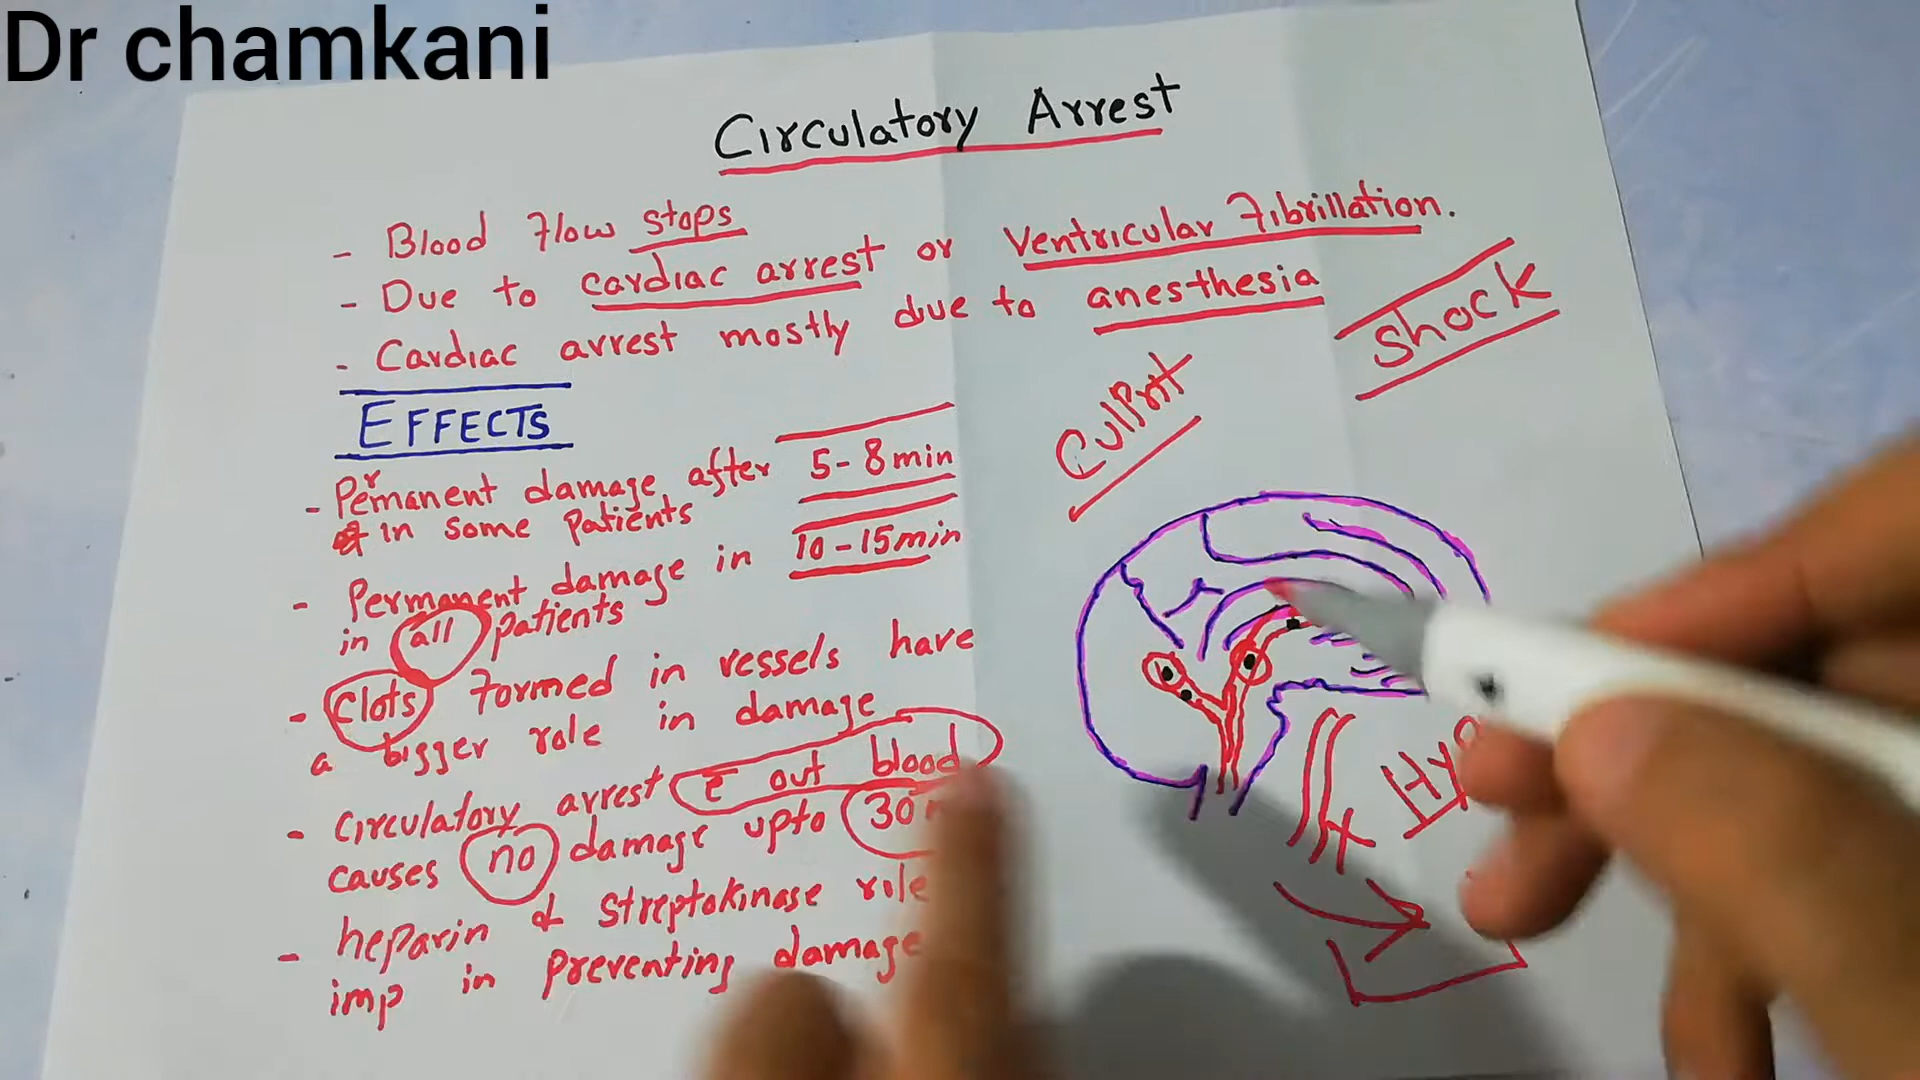 Dr chamkani
Circulatory Arrest
- Blood Flow stops
- Due to cardiac arrest or Ventricular Fibrillation.
- Cardiac arrest mostly due to anesthesia
Shock
Culprit
EFFECTS
- Permanent damage after 5-8min
in some patients
- Permanent damage in 10-15min
in all patients
- Clots formed in vessels have
a bigger role in damage
- Circulatory arrest c̄ out blood
causes no damage upto 30
- heparin & streptokinase role
imp in preventing damage